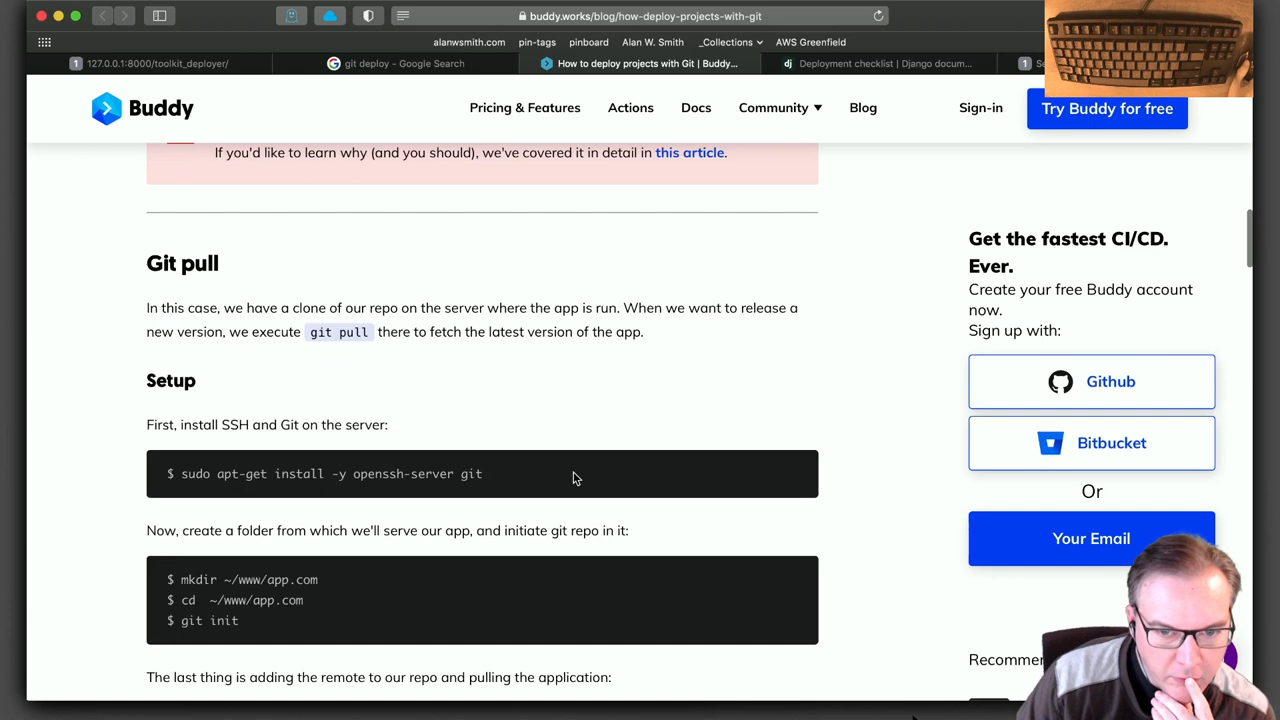 buddy.works/blog/how-deploy-projects-with-git
alanwsmith.com pin-tags pinboard Alan W. Smith _Collections AWS Greenfield
1 127.0.0.1:8000/toolkit_deployer/ git deploy - Google Search How to deploy projects with Git | Buddy... dj Deployment checklist | Django docum... 1
Buddy Pricing & Features Actions Docs Community Blog Sign-in Try Buddy for free
If you'd like to learn why (and you should), we've covered it in detail in this article.
Git pull
In this case, we have a clone of our repo on the server where the app is run. When we want to release a
new version, we execute git pull there to fetch the latest version of the app.
Setup
First, install SSH and Git on the server:
$ sudo apt-get install -y openssh-server git
Now, create a folder from which we'll serve our app, and initiate git repo in it:
$ mkdir ~/www/app.com
$ cd ~/www/app.com
$ git init
The last thing is adding the remote to our repo and pulling the application:
Get the fastest CI/CD.
Ever.
Create your free Buddy account
now.
Sign up with:
Github
Bitbucket
Or
Your Email